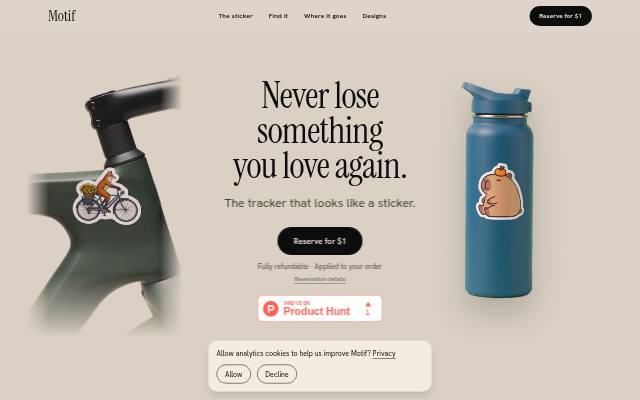 Motif
The sticker
Find it
Where it goes
Designs
Reserve for $1
Never lose
something
you love again.
The tracker that looks like a sticker.
Reserve for $1
Fully refundable · Applied to your order
Reservation details
FIND US ON
Product Hunt
1
Allow analytics cookies to help us improve Motif? Privacy
Allow
Decline